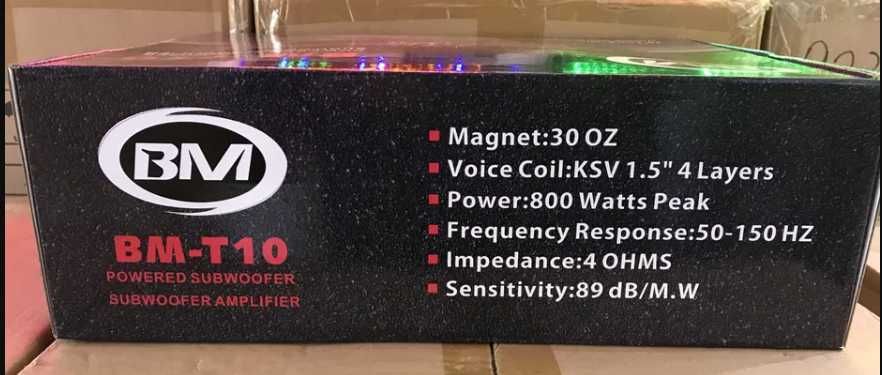 BM
BM-T10
POWERED SUBWOOFER
SUBWOOFER AMPLIFIER
Magnet:30 OZ
Voice Coil:KSV 1.5" 4 Layers
Power:800 Watts Peak
Frequency Response:50-150 HZ
Impedance:4 OHMS
Sensitivity:89 dB/M.W